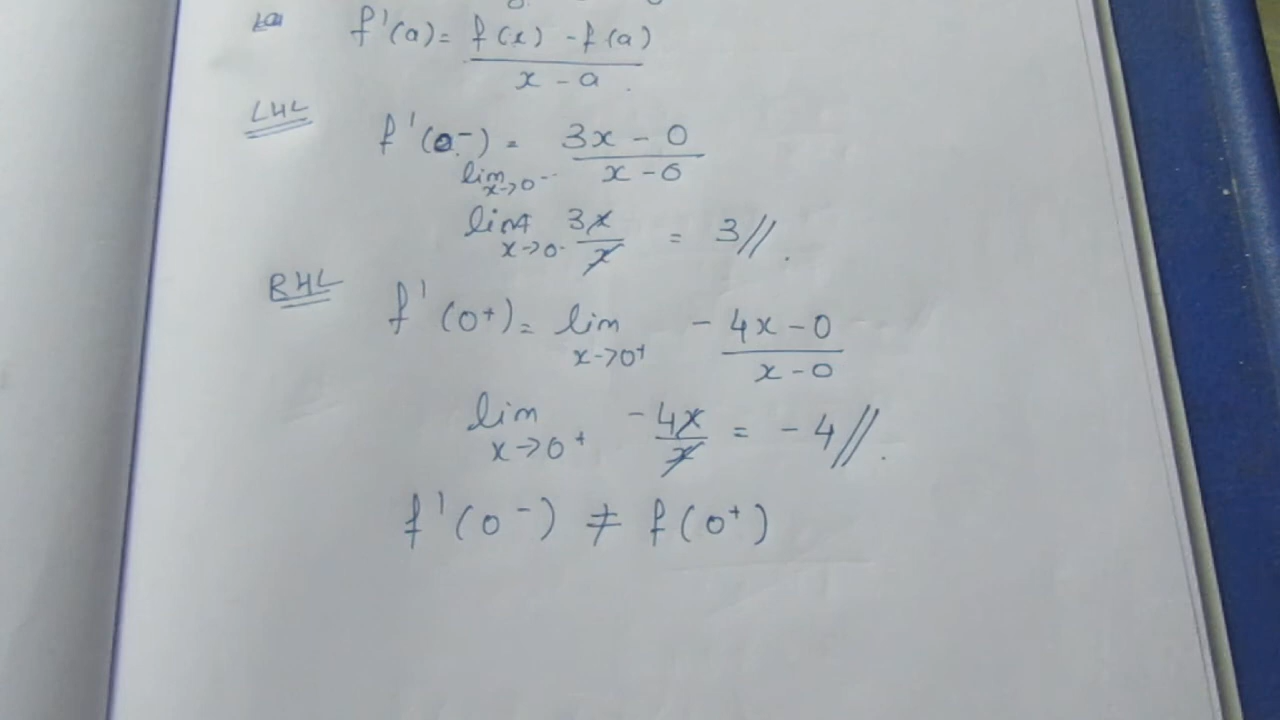 f'(a) = f(x) - f(a) / x - a
LHL
f'(0-) = 3x - 0 / x - 0
lim x→0-
lim x→0- 3x / x = 3//.
RHL
f'(0+) = lim x→0+ -4x - 0 / x - 0
lim x→0+ -4x / x = -4//.
f'(0-) ≠ f(0+)